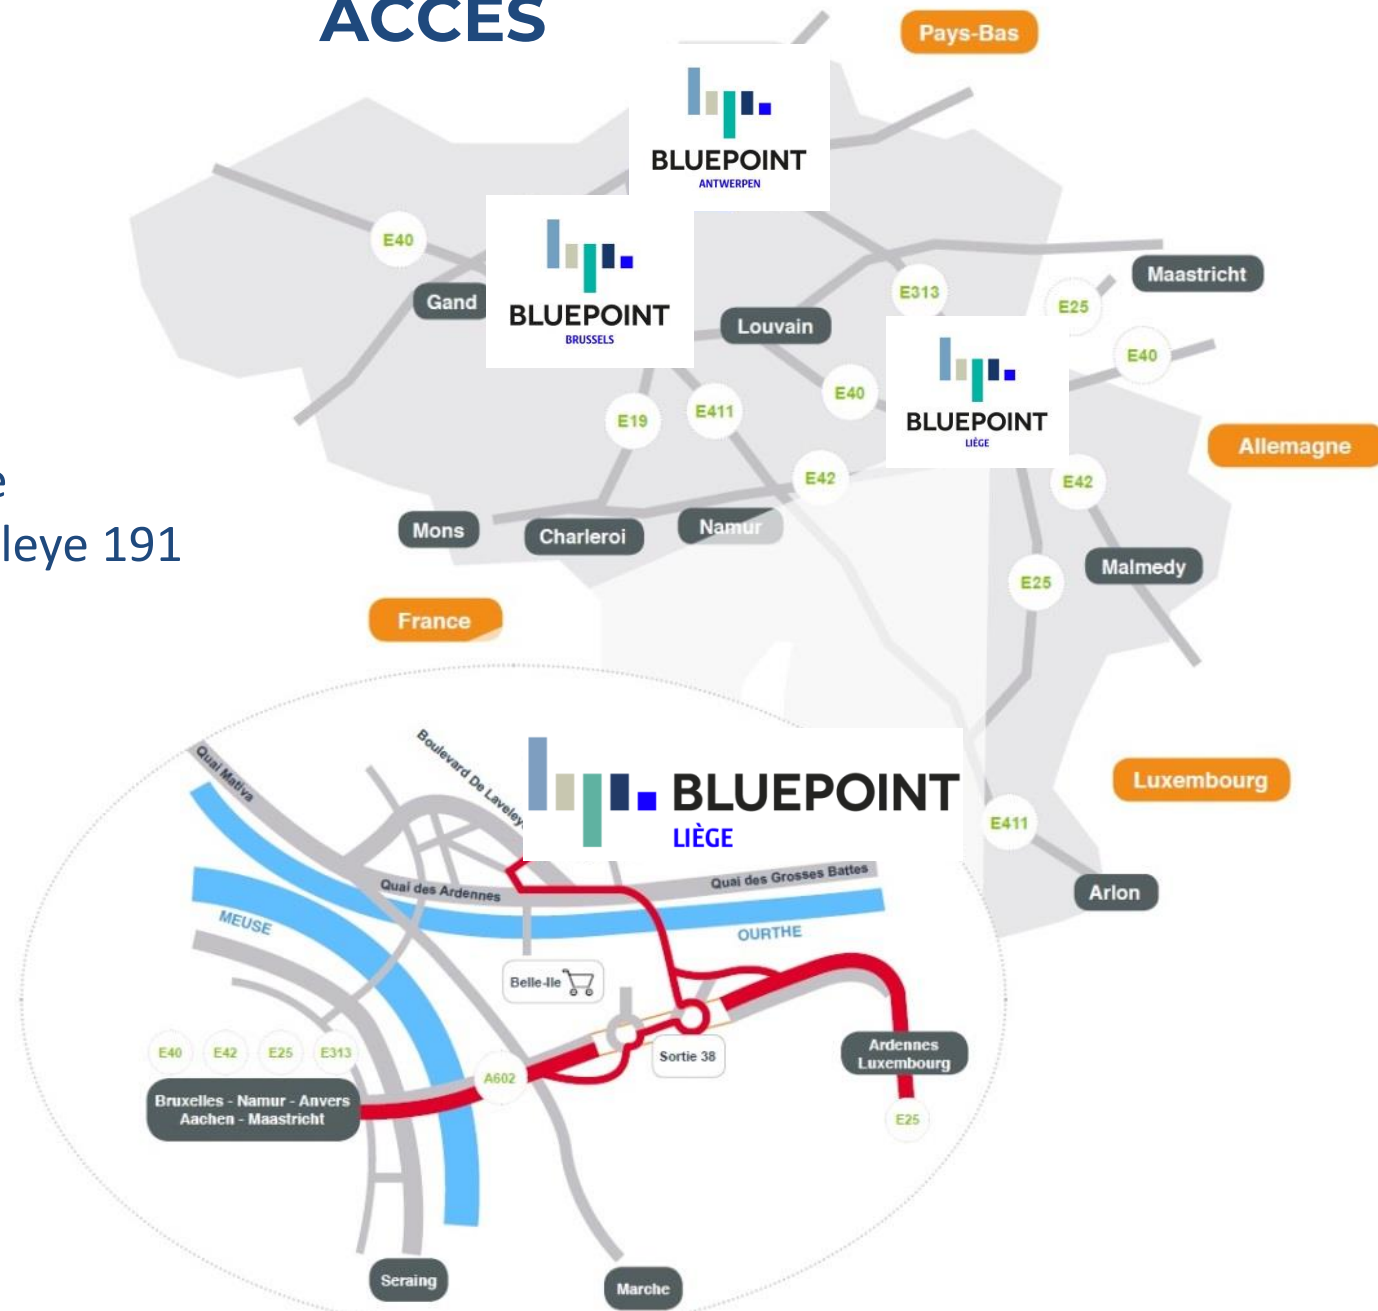 ACCES
Pays-Bas
BLUEPOINT
ANTWERPEN
E40
BLUEPOINT
BRUSSELS
Gand
Louvain
E313
E25
Maastricht
E40
E19
E411
E40
BLUEPOINT
LIÈGE
Allemagne
E42
E42
Mons
Charleroi
Namur
leye 191
Malmedy
E25
France
Luxembourg
E411
Arlon
Quai Mativa
Boulevard De Laveley
BLUEPOINT
LIÈGE
Quai des Ardennes
Quai des Grosses Battes
MEUSE
OURTHE
Belle-Ile
Sortie 38
E40
E42
E25
E313
A602
Bruxelles - Namur - Anvers
Aachen - Maastricht
Ardennes
Luxembourg
E25
Seraing
Marche